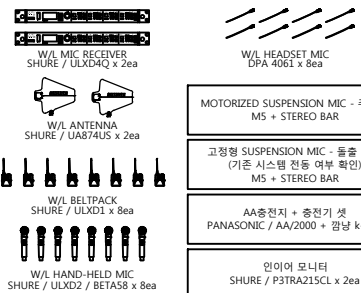 W/L MIC RECEIVER
SHURE / ULXD4Q x 2ea
W/L ANTENNA
SHURE / UA874US x 2ea
W/L BELTPACK
SHURE / ULXD1 x 8ea
W/L HAND-HELD MIC
SHURE / ULXD2 / BETA58 x 8ea
W/L HEADSET MIC
DPA 4061 x 8ea
MOTORIZED SUSPENSION MIC -
M5 + STEREO BAR
고정형 SUSPENSION MIC - 돌출
(기존 시스템 전동 여부 확인)
M5 + STEREO BAR
AA충전지 + 충전기 셋
PANASONIC / AA/2000 + 깜냥 k
인이어 모니터
SHURE / P3TRA215CL x 2ea